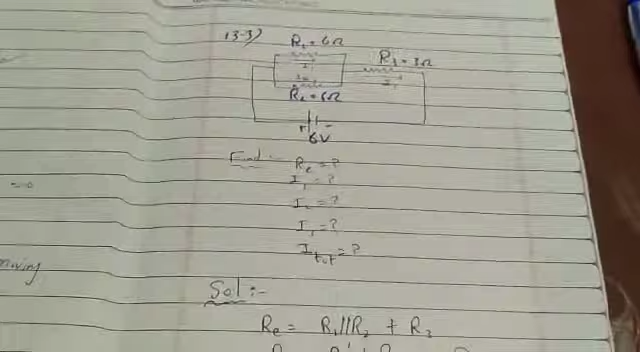 13-3)
R₁ = 6Ω
R₃ = 3Ω
R₂ = 6Ω
6V
Find:-
Re = ?
I₁ = ?
I₂ = ?
I₃ = ?
Itot = ?
Sol:-
Re = R₁//R₂ + R₃